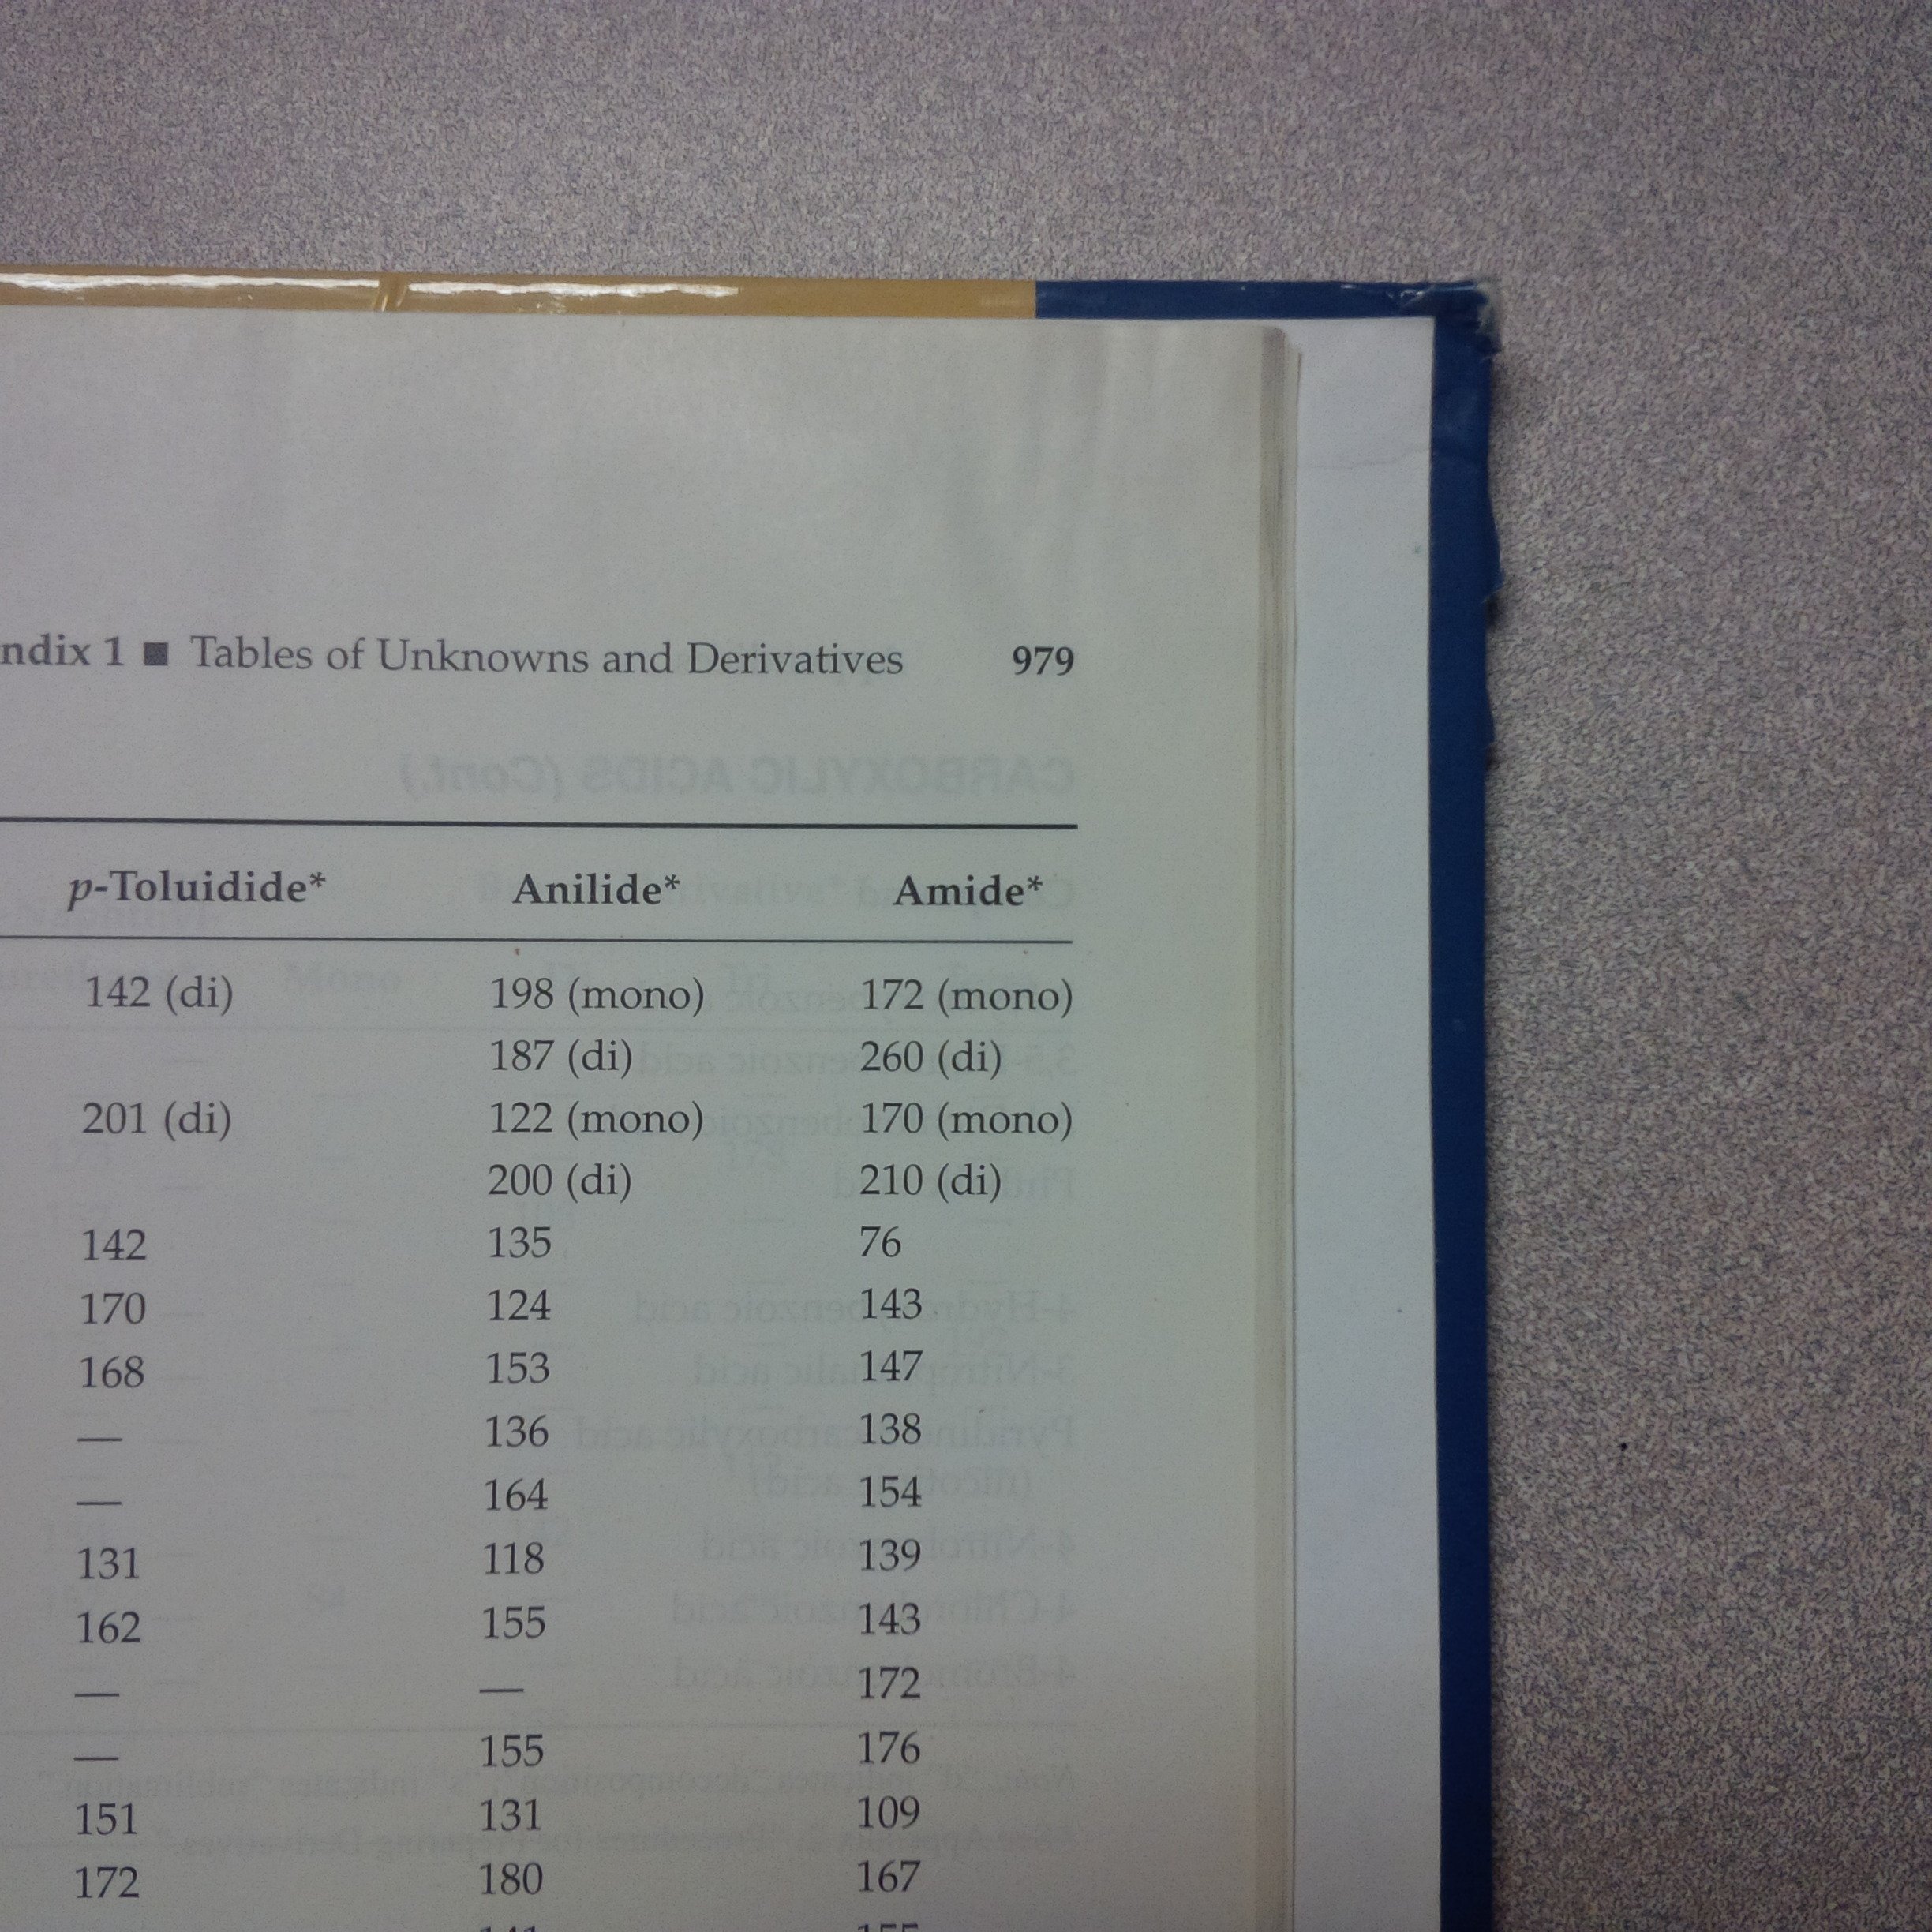 ndix 1 ■ Tables of Unknowns and Derivatives 979
CARBOXYLIC ACIDS (Cont.)
p-Toluidide* Anilide* Amide*
142 (di) 198 (mono) 172 (mono)
187 (di) 260 (di)
201 (di) 122 (mono) 170 (mono)
200 (di) 210 (di)
142 135 76
170 124 143
168 153 147
— 136 138
— 164 154
131 118 139
162 155 143
— — 172
— 155 176
151 131 109
172 180 167